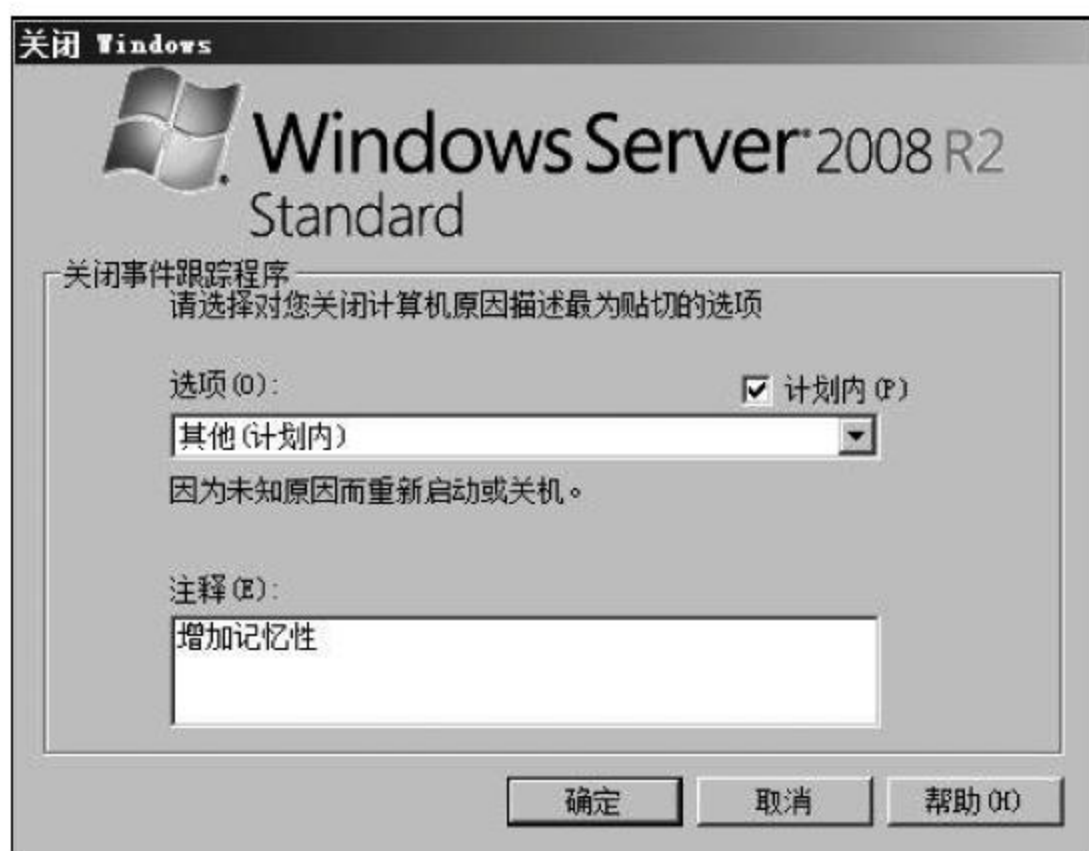 关闭 Windows
Windows Server 2008 R2
Standard
关闭事件跟踪程序
请选择对您关闭计算机原因描述最为贴切的选项
选项(O):
计划内(P)
其他(计划内)
因为未知原因而重新启动或关机。
注释(E):
增加记忆性
确定
取消
帮助(H)